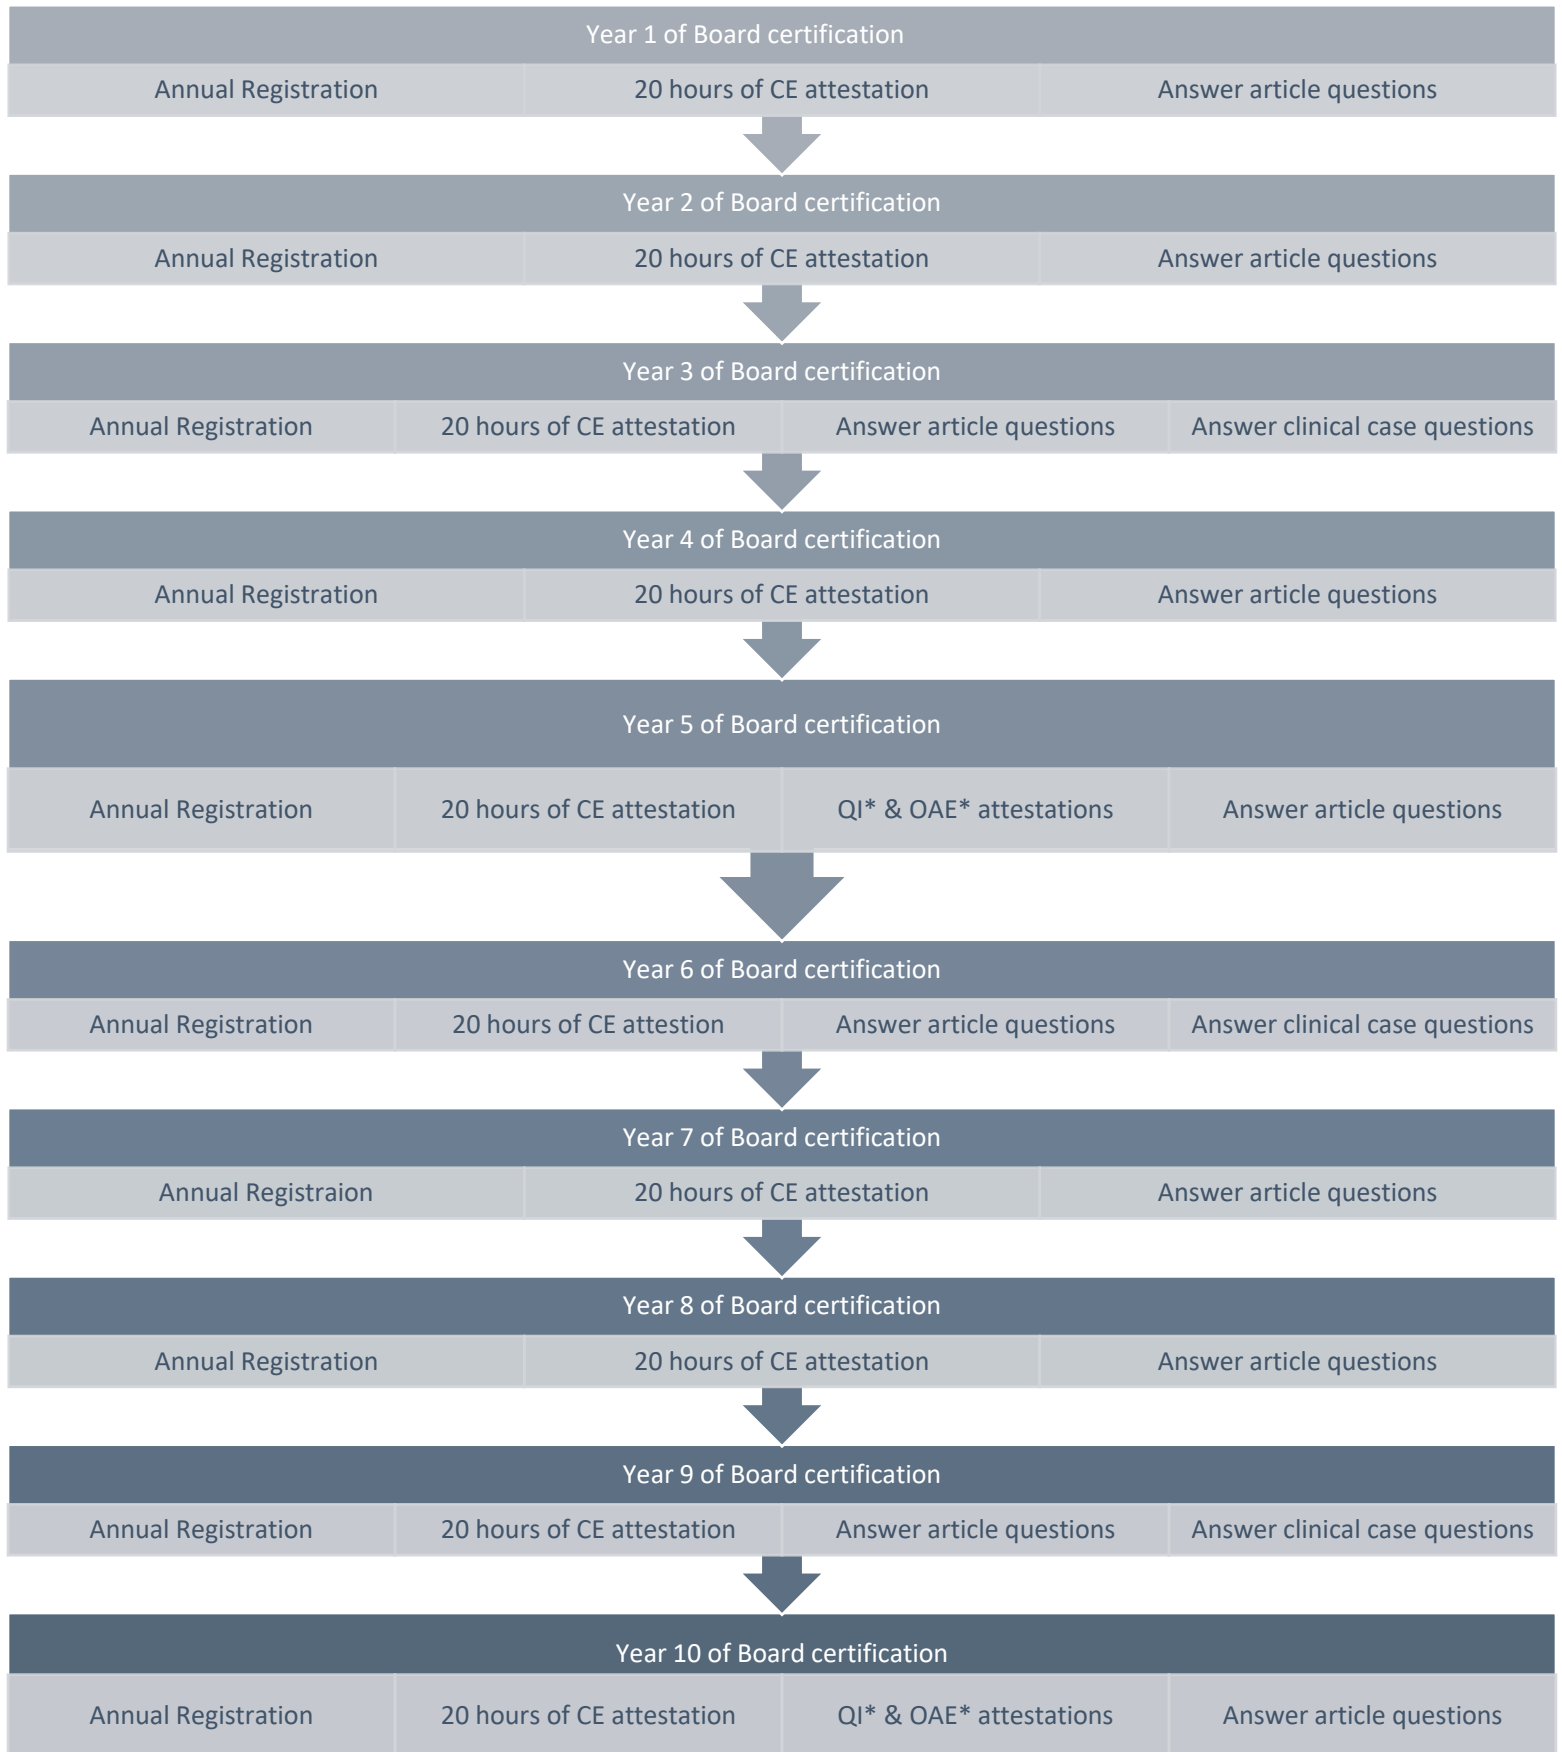 Year 1 of Board certification
Annual Registration 20 hours of CE attestation Answer article questions
Year 2 of Board certification
Annual Registration 20 hours of CE attestation Answer article questions
Year 3 of Board certification
Annual Registration 20 hours of CE attestation Answer article questions Answer clinical case questions
Year 4 of Board certification
Annual Registration 20 hours of CE attestation Answer article questions
Year 5 of Board certification
Annual Registration 20 hours of CE attestation QI* & OAE* attestations Answer article questions
Year 6 of Board certification
Annual Registration 20 hours of CE attestion Answer article questions Answer clinical case questions
Year 7 of Board certification
Annual Registraion 20 hours of CE attestation Answer article questions
Year 8 of Board certification
Annual Registration 20 hours of CE attestation Answer article questions
Year 9 of Board certification
Annual Registration 20 hours of CE attestation Answer article questions Answer clinical case questions
Year 10 of Board certification
Annual Registration 20 hours of CE attestation QI* & OAE* attestations Answer article questions